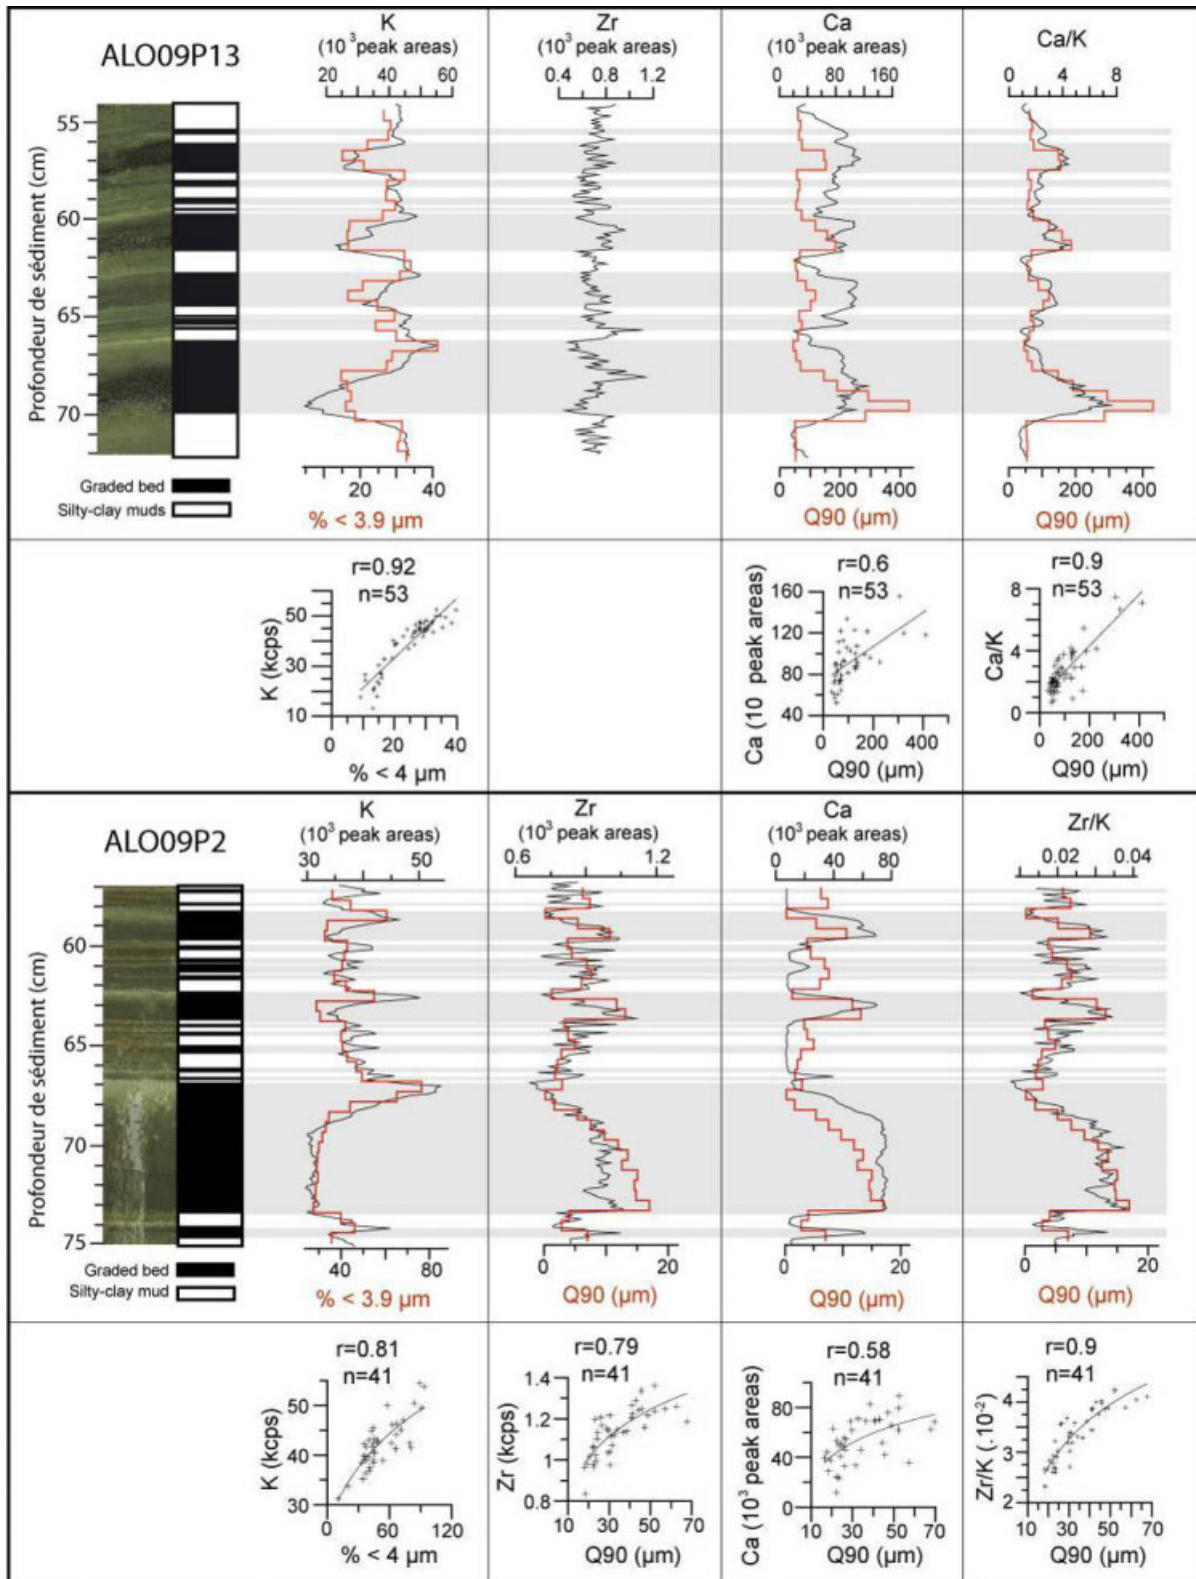 ALO09P13
K
(10³ peak areas)
20 40 60
Zr
(10³ peak areas)
0.4 0.8 1.2
Ca
(10³ peak areas)
0 80 160
Ca/K
0 4 8
Profondeur de sédiment (cm)
55
60
65
70
Graded bed
Silty-clay muds
20 40
% < 3.9 µm
0 200 400
Q90 (µm)
0 200 400
Q90 (µm)
r=0.92
n=53
K (kcps)
50
30
10
0 20 40
% < 4 µm
r=0.6
n=53
Ca (10 peak areas)
160
120
80
40
0 200 400
Q90 (µm)
r=0.9
n=53
Ca/K
8
4
0
0 200 400
Q90 (µm)
ALO09P2
K
(10³ peak areas)
30 50
Zr
(10³ peak areas)
0.6 1.2
Ca
(10³ peak areas)
0 40 80
Zr/K
0.02 0.04
Profondeur de sédiment (cm)
60
65
70
75
Graded bed
Silty-clay mud
40 80
% < 3.9 µm
0 20
Q90 (µm)
0 20
Q90 (µm)
0 20
Q90 (µm)
r=0.81
n=41
K (kcps)
50
40
30
0 60 120
% < 4 µm
r=0.79
n=41
Zr (kcps)
1.4
1.2
1
0.8
10 30 50 70
Q90 (µm)
r=0.58
n=41
Ca (10³ peak areas)
80
40
0
10 30 50 70
Q90 (µm)
r=0.9
n=41
Zr/K (.10⁻²)
4
3
2
10 30 50 70
Q90 (µm)